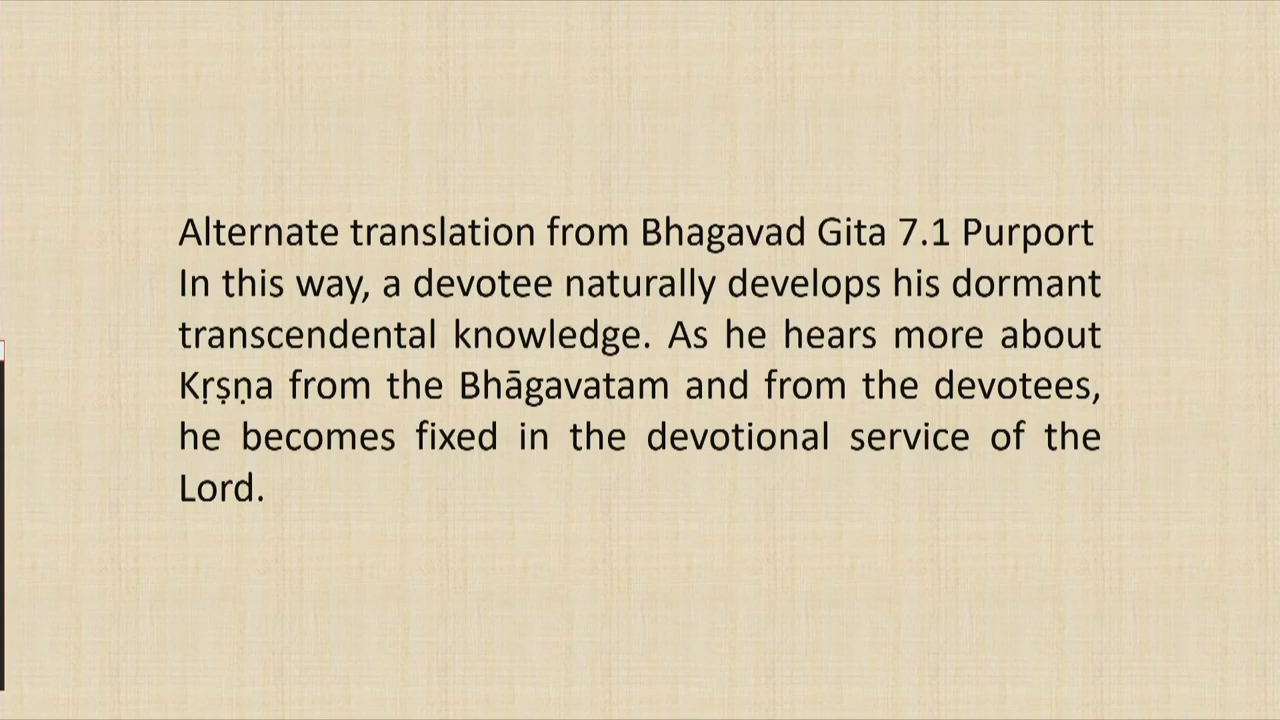 Alternate translation from Bhagavad Gita 7.1 Purport
In this way, a devotee naturally develops his dormant
transcendental knowledge. As he hears more about
Kṛṣṇa from the Bhāgavatam and from the devotees,
he becomes fixed in the devotional service of the
Lord.